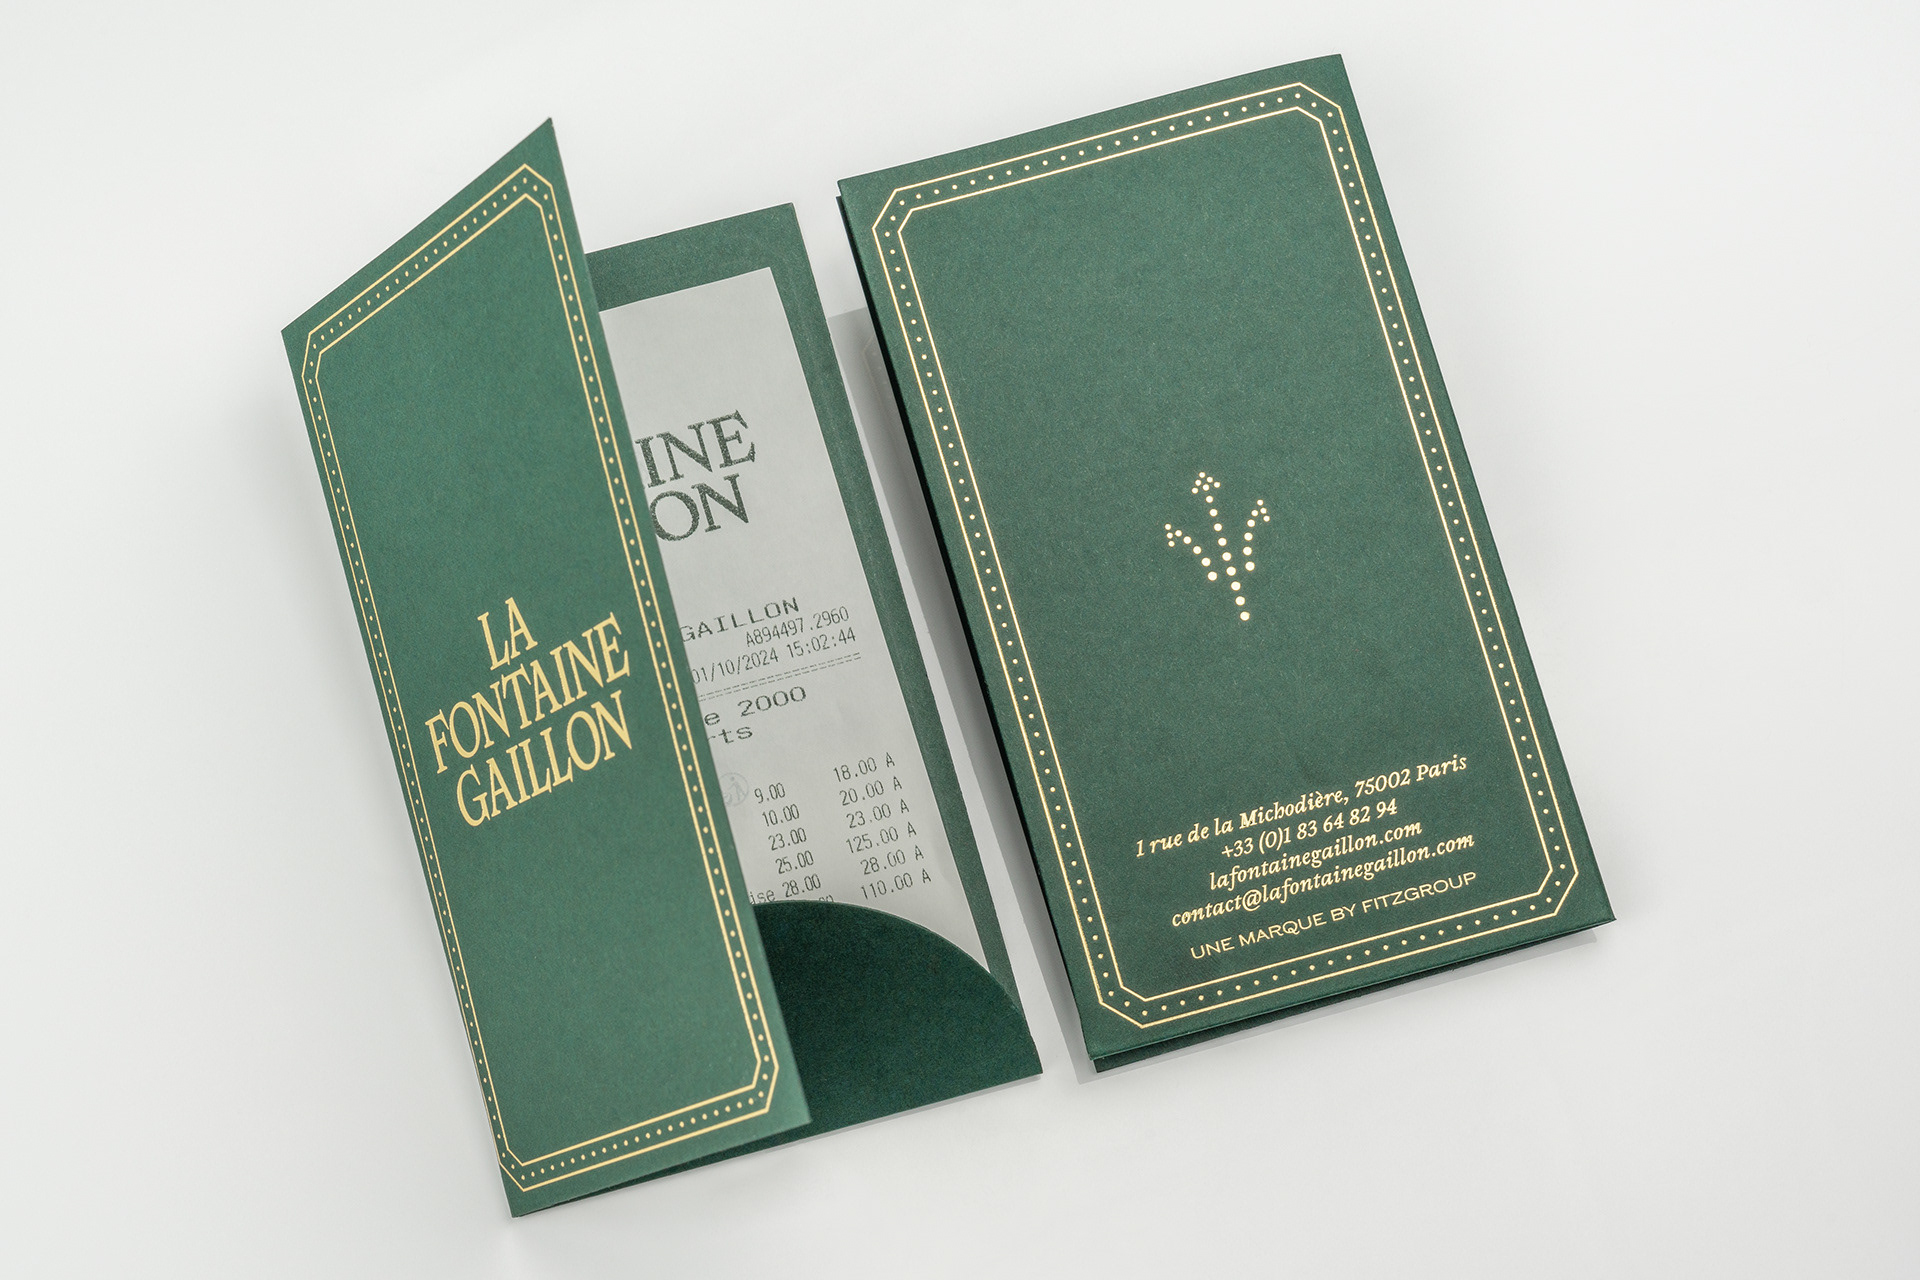 LA
FONTAINE
GAILLON
INE
ON
GAILLON
A894497.2960
01/10/2024 15:02:44
e 2000
rts
9.00 18.00 A
10.00 20.00 A
23.00 23.00 A
25.00 125.00 A
ise 28.00 28.00 A
110.00 A
1 rue de la Michodière, 75002 Paris
+33 (0)1 83 64 82 94
lafontainegaillon.com
contact@lafontainegaillon.com
UNE MARQUE BY FITZGROUP